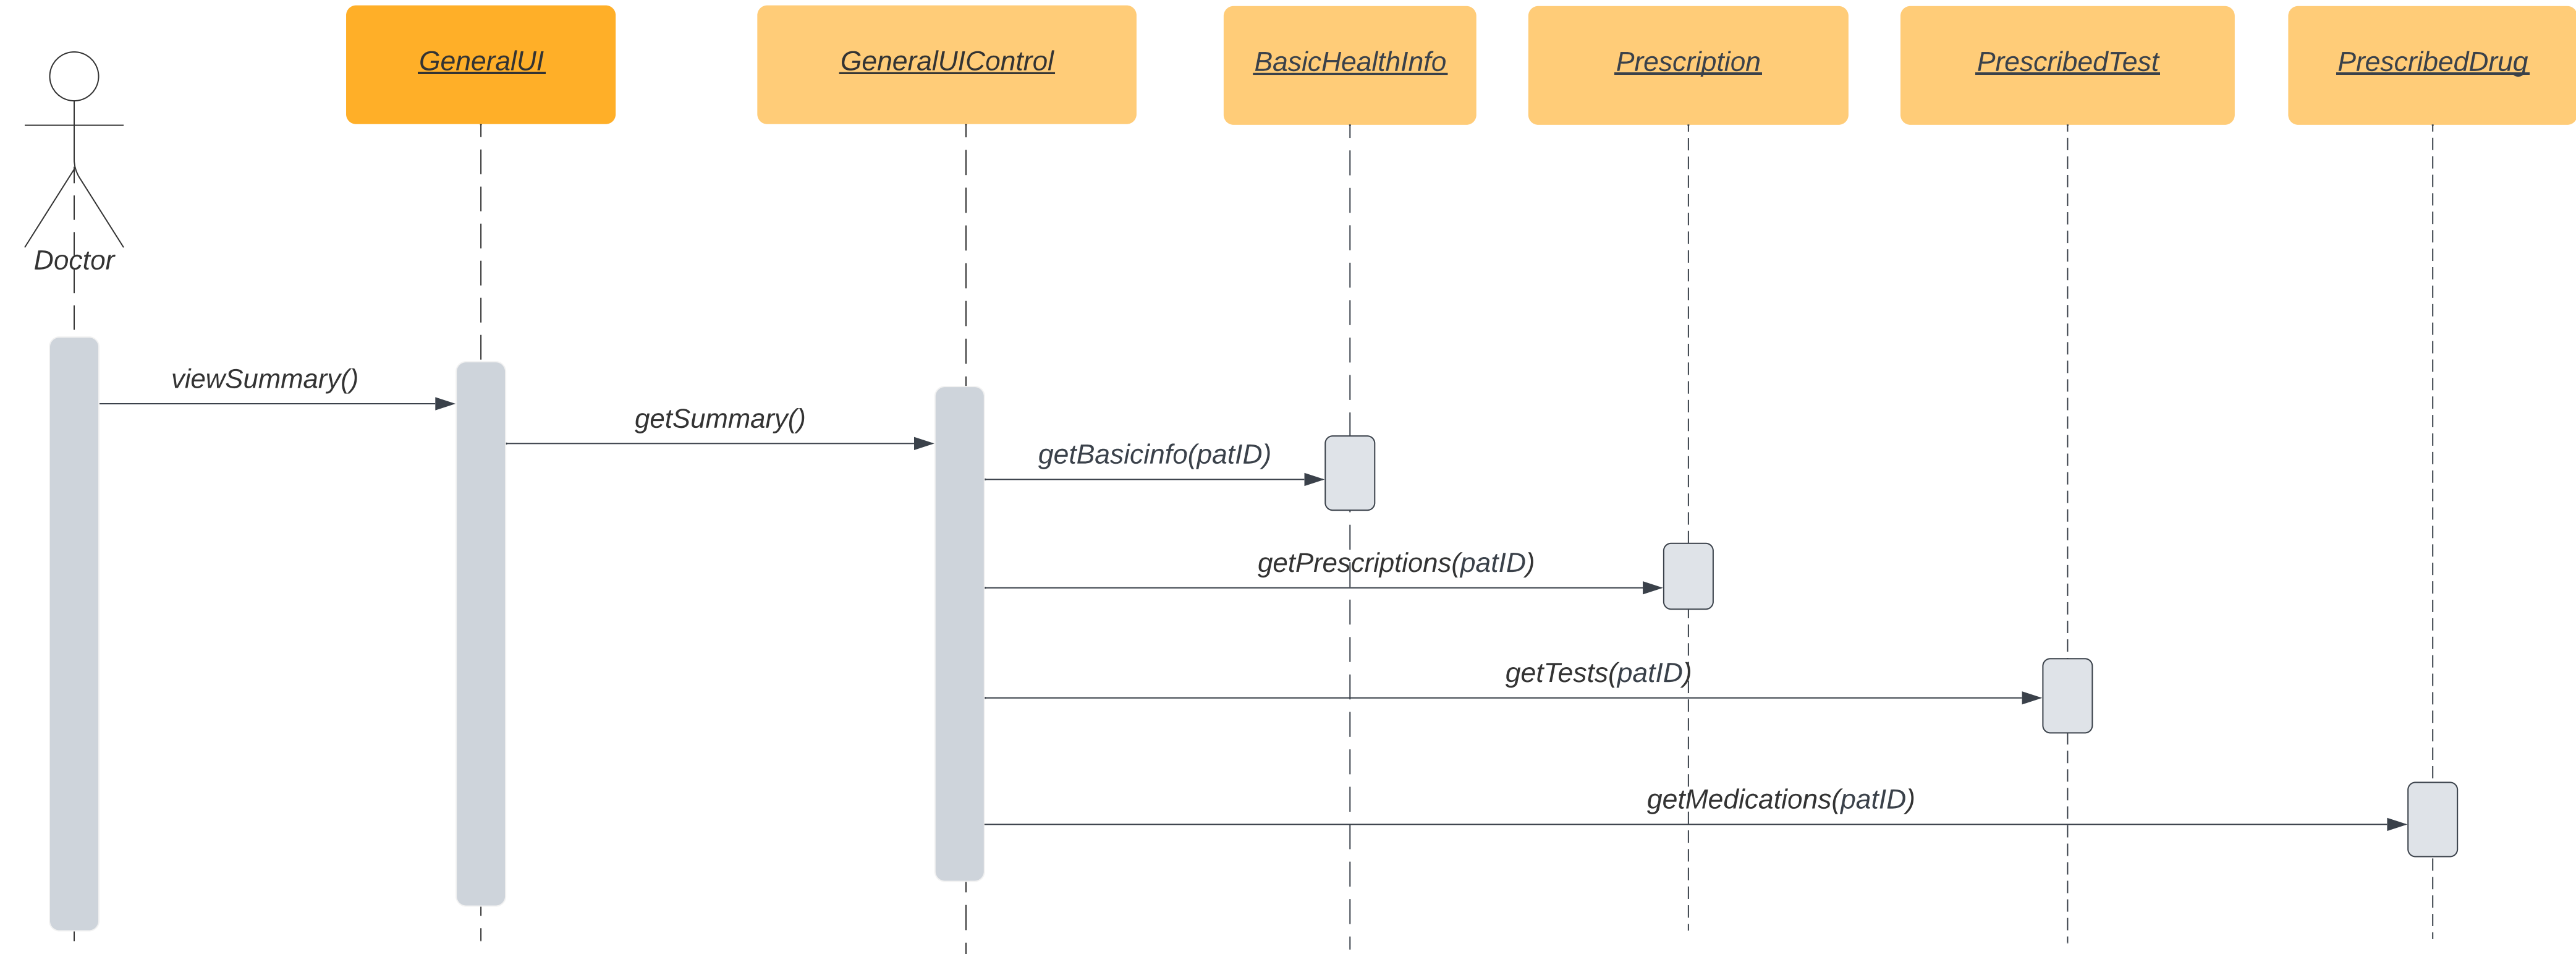 GeneralUI
GeneralUIControl
BasicHealthInfo
Prescription
PrescribedTest
PrescribedDrug
Doctor
viewSummary()
getSummary()
getBasicinfo(patID)
getPrescriptions(patID)
getTests(patID)
getMedications(patID)